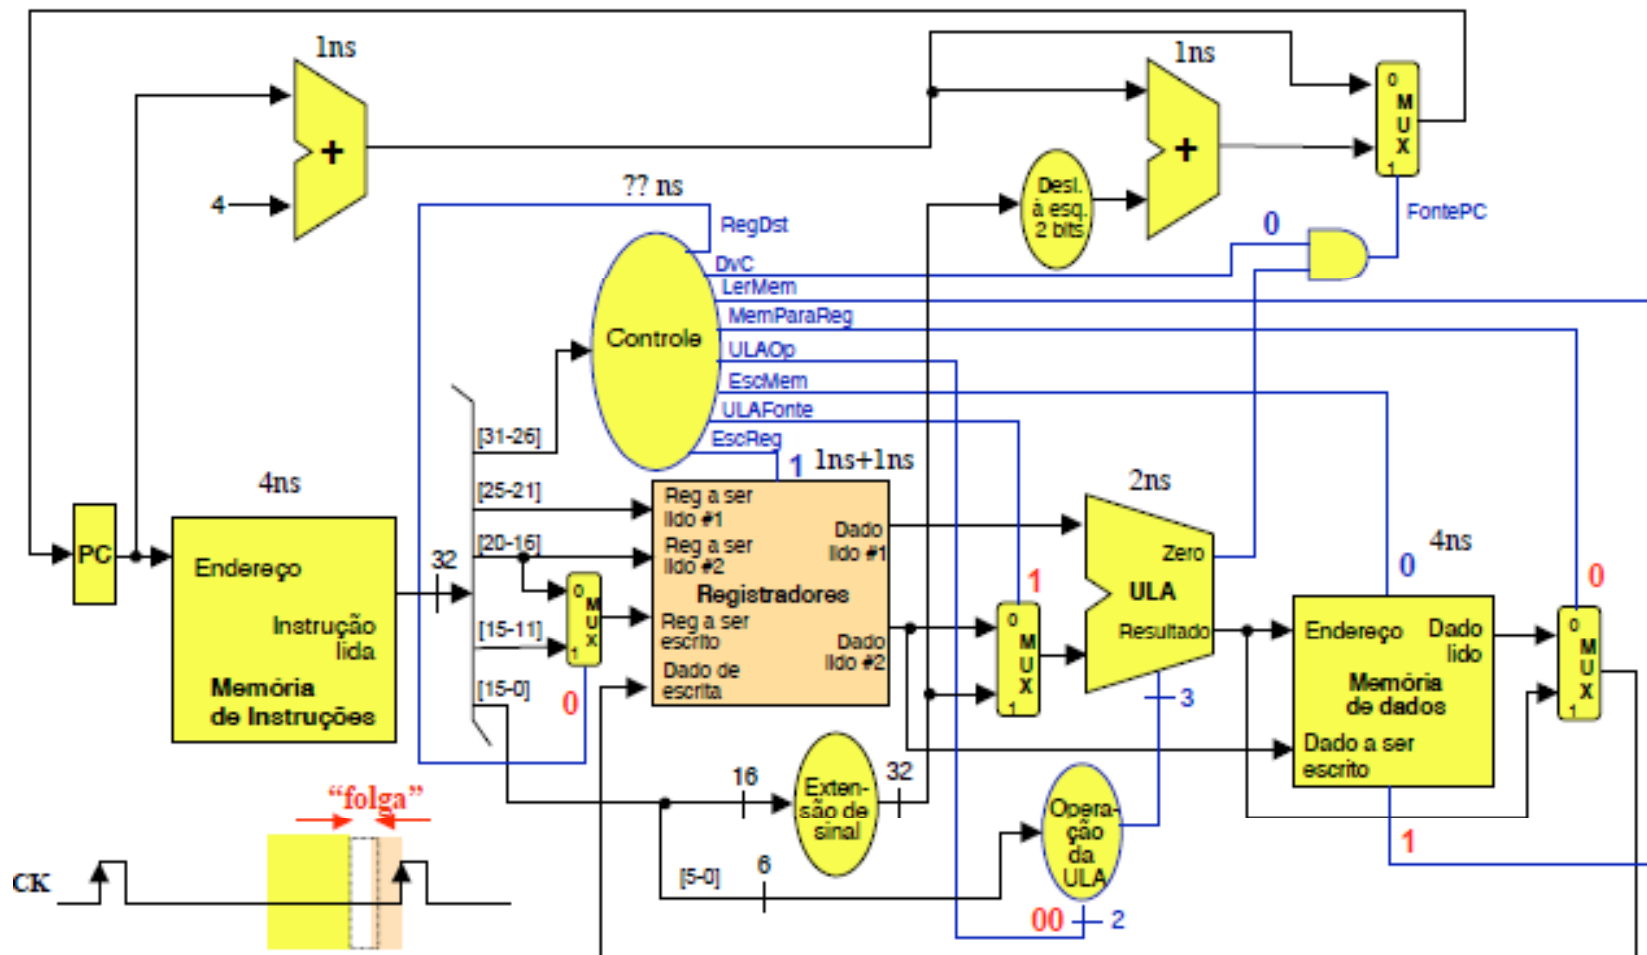 1ns
+
4
1ns
+
0
M
U
X
1
Desl.
à esq.
2 bits
0
FontePC
?? ns
RegDst
DvC
LerMem
MemParaReg
ULAOp
EscMem
ULAFonte
EscReg
Controle
[31-26]
[25-21]
[20-16]
[15-11]
[15-0]
4ns
PC
Endereço
Instrução
lida
Memória
de Instruções
32
0
M
U
X
1
0
1
1ns+1ns
Reg a ser
lido #1
Reg a ser
lido #2
Registradores
Reg a ser
escrito
Dado de
escrita
Dado
lido #1
Dado
lido #2
1
0
M
U
X
1
2ns
Zero
ULA
Resultado
3
4ns
0
Endereço
Dado
lido
Memória
de dados
Dado a ser
escrito
1
0
0
M
U
X
1
16
Exten-
são de
sinal
32
[5-0]
6
Opera-
ção
da
ULA
00
2
"folga"
CK